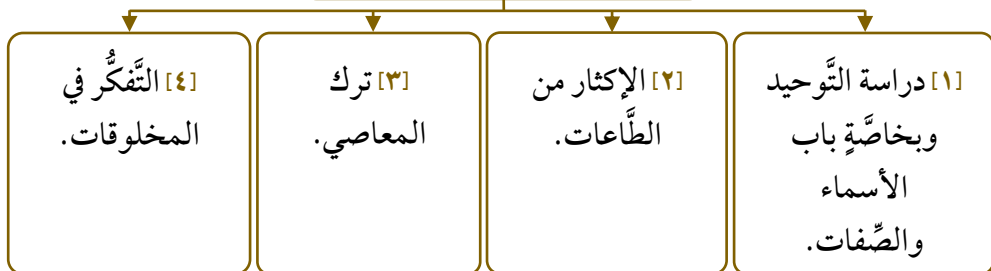 [١] دراسة التَّوحيد
وبخاصَّةٍ باب
الأسماء
والصِّفات.
[٢] الإكثار من
الطَّاعات.
[٣] ترك
المعاصي.
[٤] التَّفكُّر في
المخلوقات.